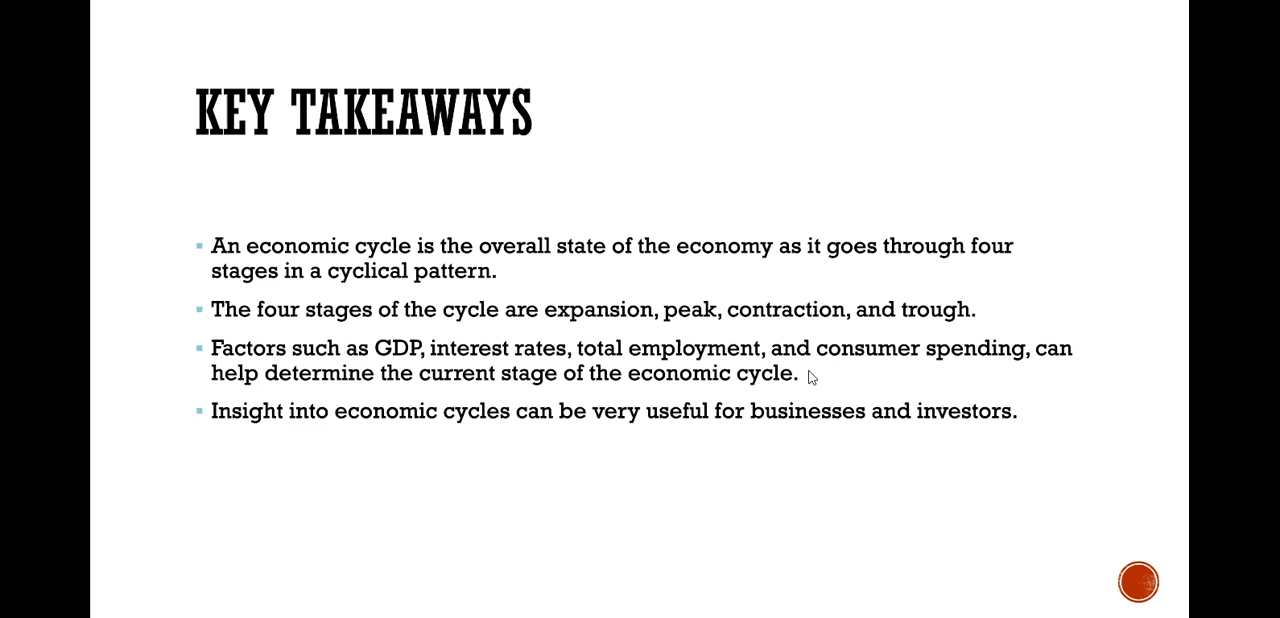 KEY TAKEAWAYS
An economic cycle is the overall state of the economy as it goes through four
stages in a cyclical pattern.
The four stages of the cycle are expansion, peak, contraction, and trough.
Factors such as GDP, interest rates, total employment, and consumer spending, can
help determine the current stage of the economic cycle.
Insight into economic cycles can be very useful for businesses and investors.